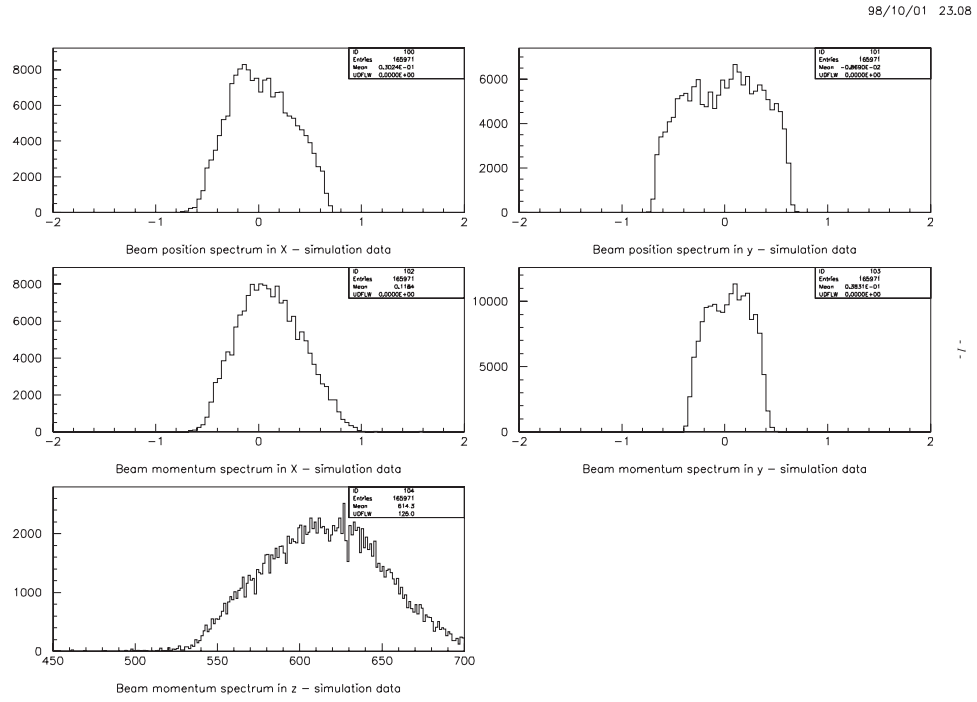 98/10/01 23.08
ID 100
Entries 165971
Mean 0.3024E-01
UDFLW 0.0000E+00
8000
6000
4000
2000
0
-2 -1 0 1 2
Beam position spectrum in X - simulation data
ID 101
Entries 165971
Mean -0.8690E-02
UDFLW 0.0000E+00
6000
4000
2000
0
-2 -1 0 1 2
Beam position spectrum in y - simulation data
ID 102
Entries 165971
Mean 0.1184
UDFLW 0.0000E+00
8000
6000
4000
2000
0
-2 -1 0 1 2
Beam momentum spectrum in X - simulation data
ID 103
Entries 165971
Mean 0.3831E-01
UDFLW 0.0000E+00
10000
5000
0
-2 -1 0 1 2
Beam momentum spectrum in y - simulation data
ID 104
Entries 165971
Mean 614.3
UDFLW 126.0
2000
1000
0
450 500 550 600 650 700
Beam momentum spectrum in z - simulation data